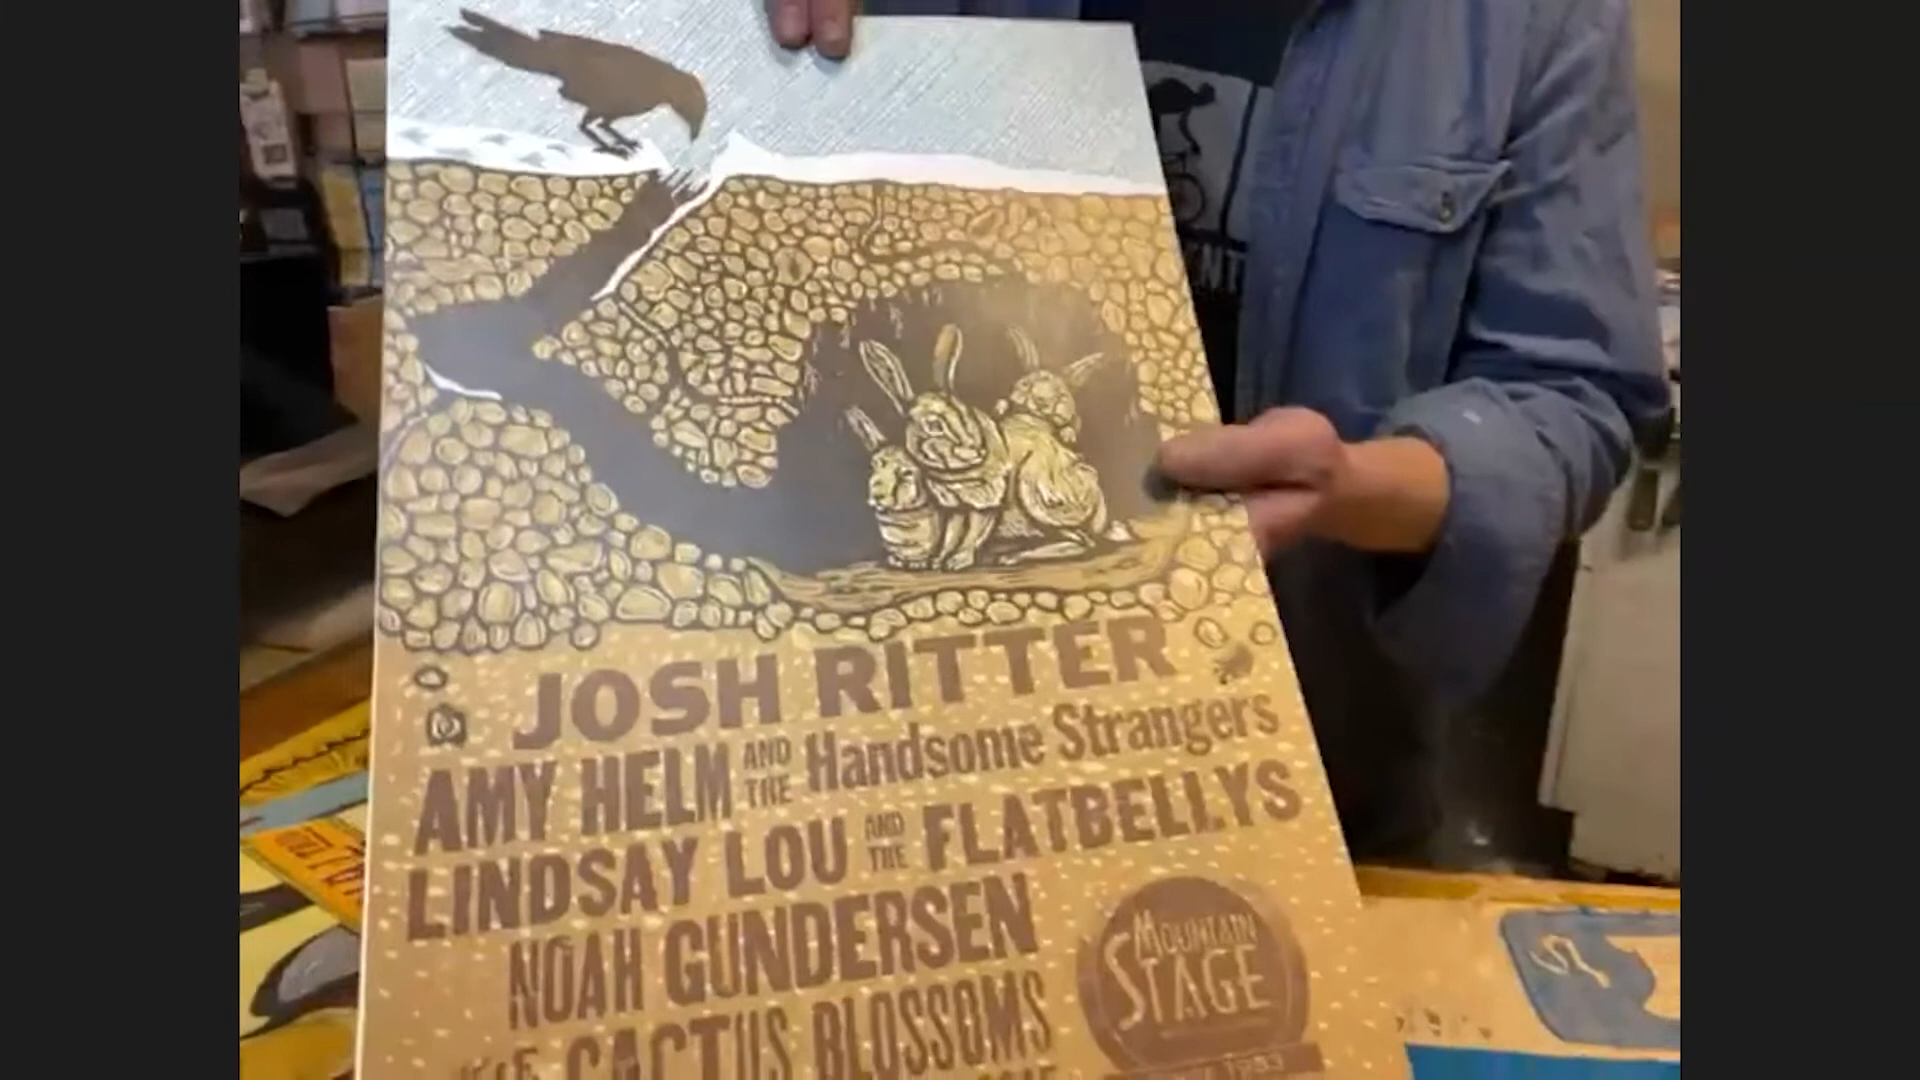 JOSH RITTER
AMY HELM AND THE Handsome Strangers
LINDSAY LOU AND THE FLATBELLYS
NOAH GUNDERSEN
THE CACTUS BLOSSOMS
MOUNTAIN
STAGE